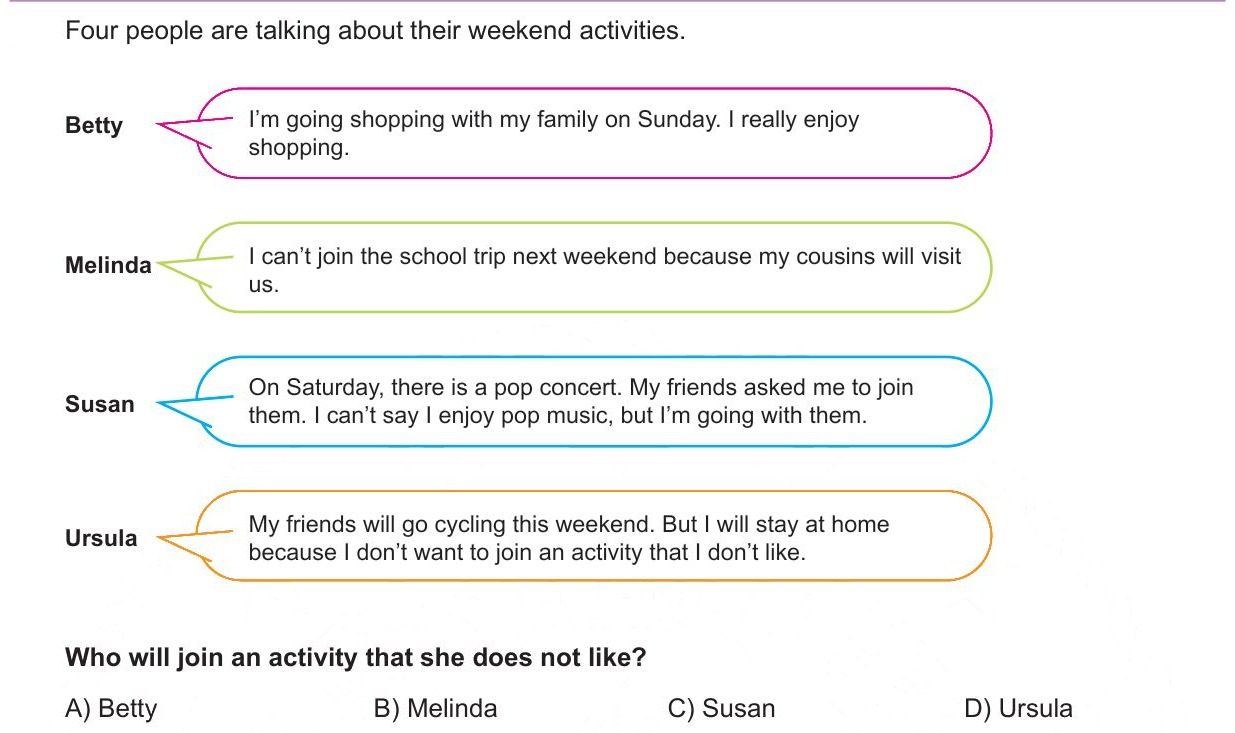 Four people are talking about their weekend activities.
Betty
I'm going shopping with my family on Sunday. I really enjoy
shopping.
Melinda
I can't join the school trip next weekend because my cousins will visit
us.
Susan
On Saturday, there is a pop concert. My friends asked me to join
them. I can't say I enjoy pop music, but I'm going with them.
Ursula
My friends will go cycling this weekend. But I will stay at home
because I don't want to join an activity that I don't like.
Who will join an activity that she does not like?
A) Betty B) Melinda C) Susan D) Ursula